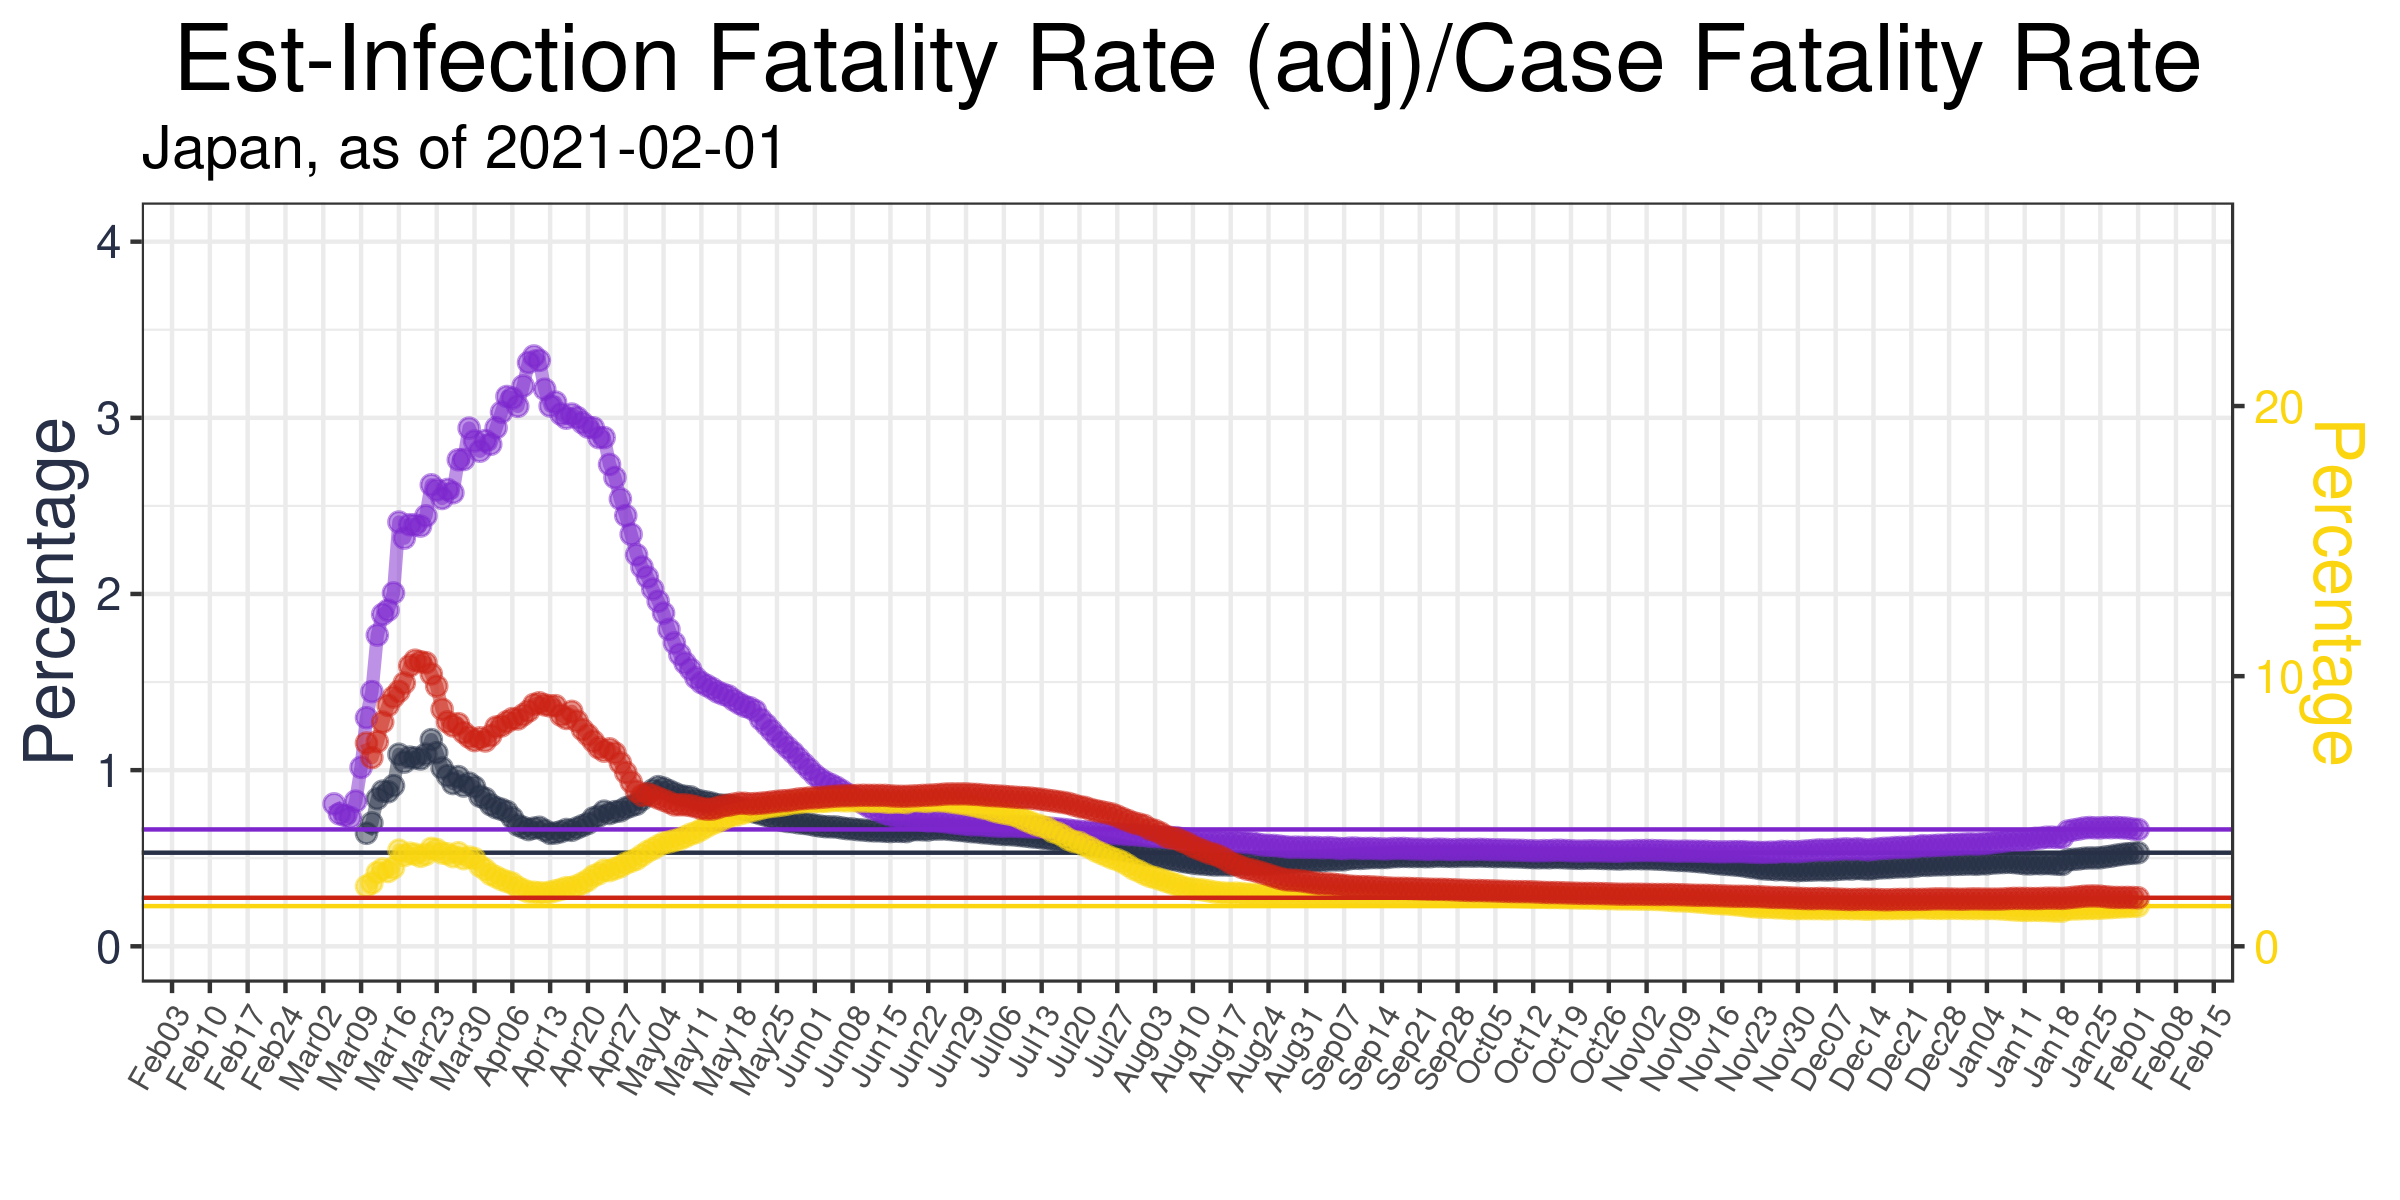 Est-Infection Fatality Rate (adj)/Case Fatality Rate
Japan, as of 2021-02-01
Percentage
4
3
2
1
0
20
10
0
Percentage
Feb03
Feb10
Feb17
Feb24
Mar02
Mar09
Mar16
Mar23
Mar30
Apr06
Apr13
Apr20
Apr27
May04
May11
May18
May25
Jun01
Jun08
Jun15
Jun22
Jun29
Jul06
Jul13
Jul20
Jul27
Aug03
Aug10
Aug17
Aug24
Aug31
Sep07
Sep14
Sep21
Sep28
Oct05
Oct12
Oct19
Oct26
Nov02
Nov09
Nov16
Nov23
Nov30
Nov07
Dec14
Dec21
Dec28
Dec04
Jan11
Jan18
Jan25
Feb01
Feb08
Feb15